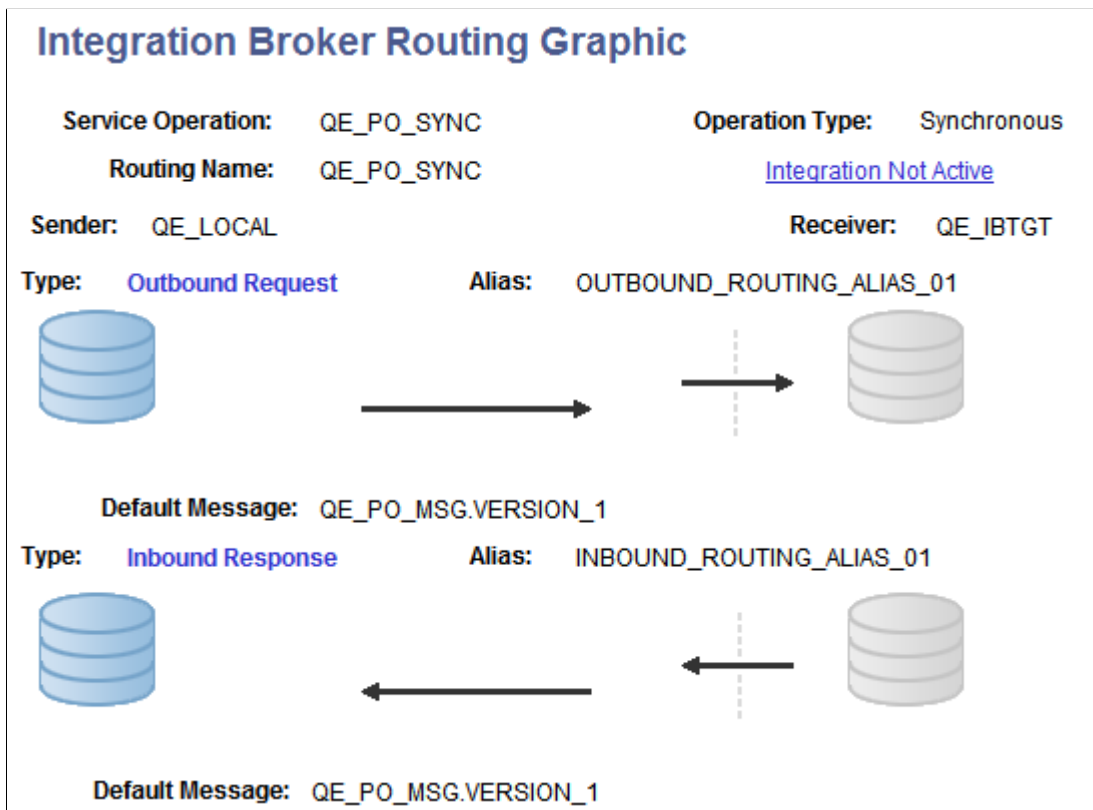 Integration Broker Routing Graphic
Service Operation: QE_PO_SYNC Operation Type: Synchronous
Routing Name: QE_PO_SYNC Integration Not Active
Sender: QE_LOCAL Receiver: QE_IBTGT
Type: Outbound Request Alias: OUTBOUND_ROUTING_ALIAS_01
Default Message: QE_PO_MSG.VERSION_1
Type: Inbound Response Alias: INBOUND_ROUTING_ALIAS_01
Default Message: QE_PO_MSG.VERSION_1